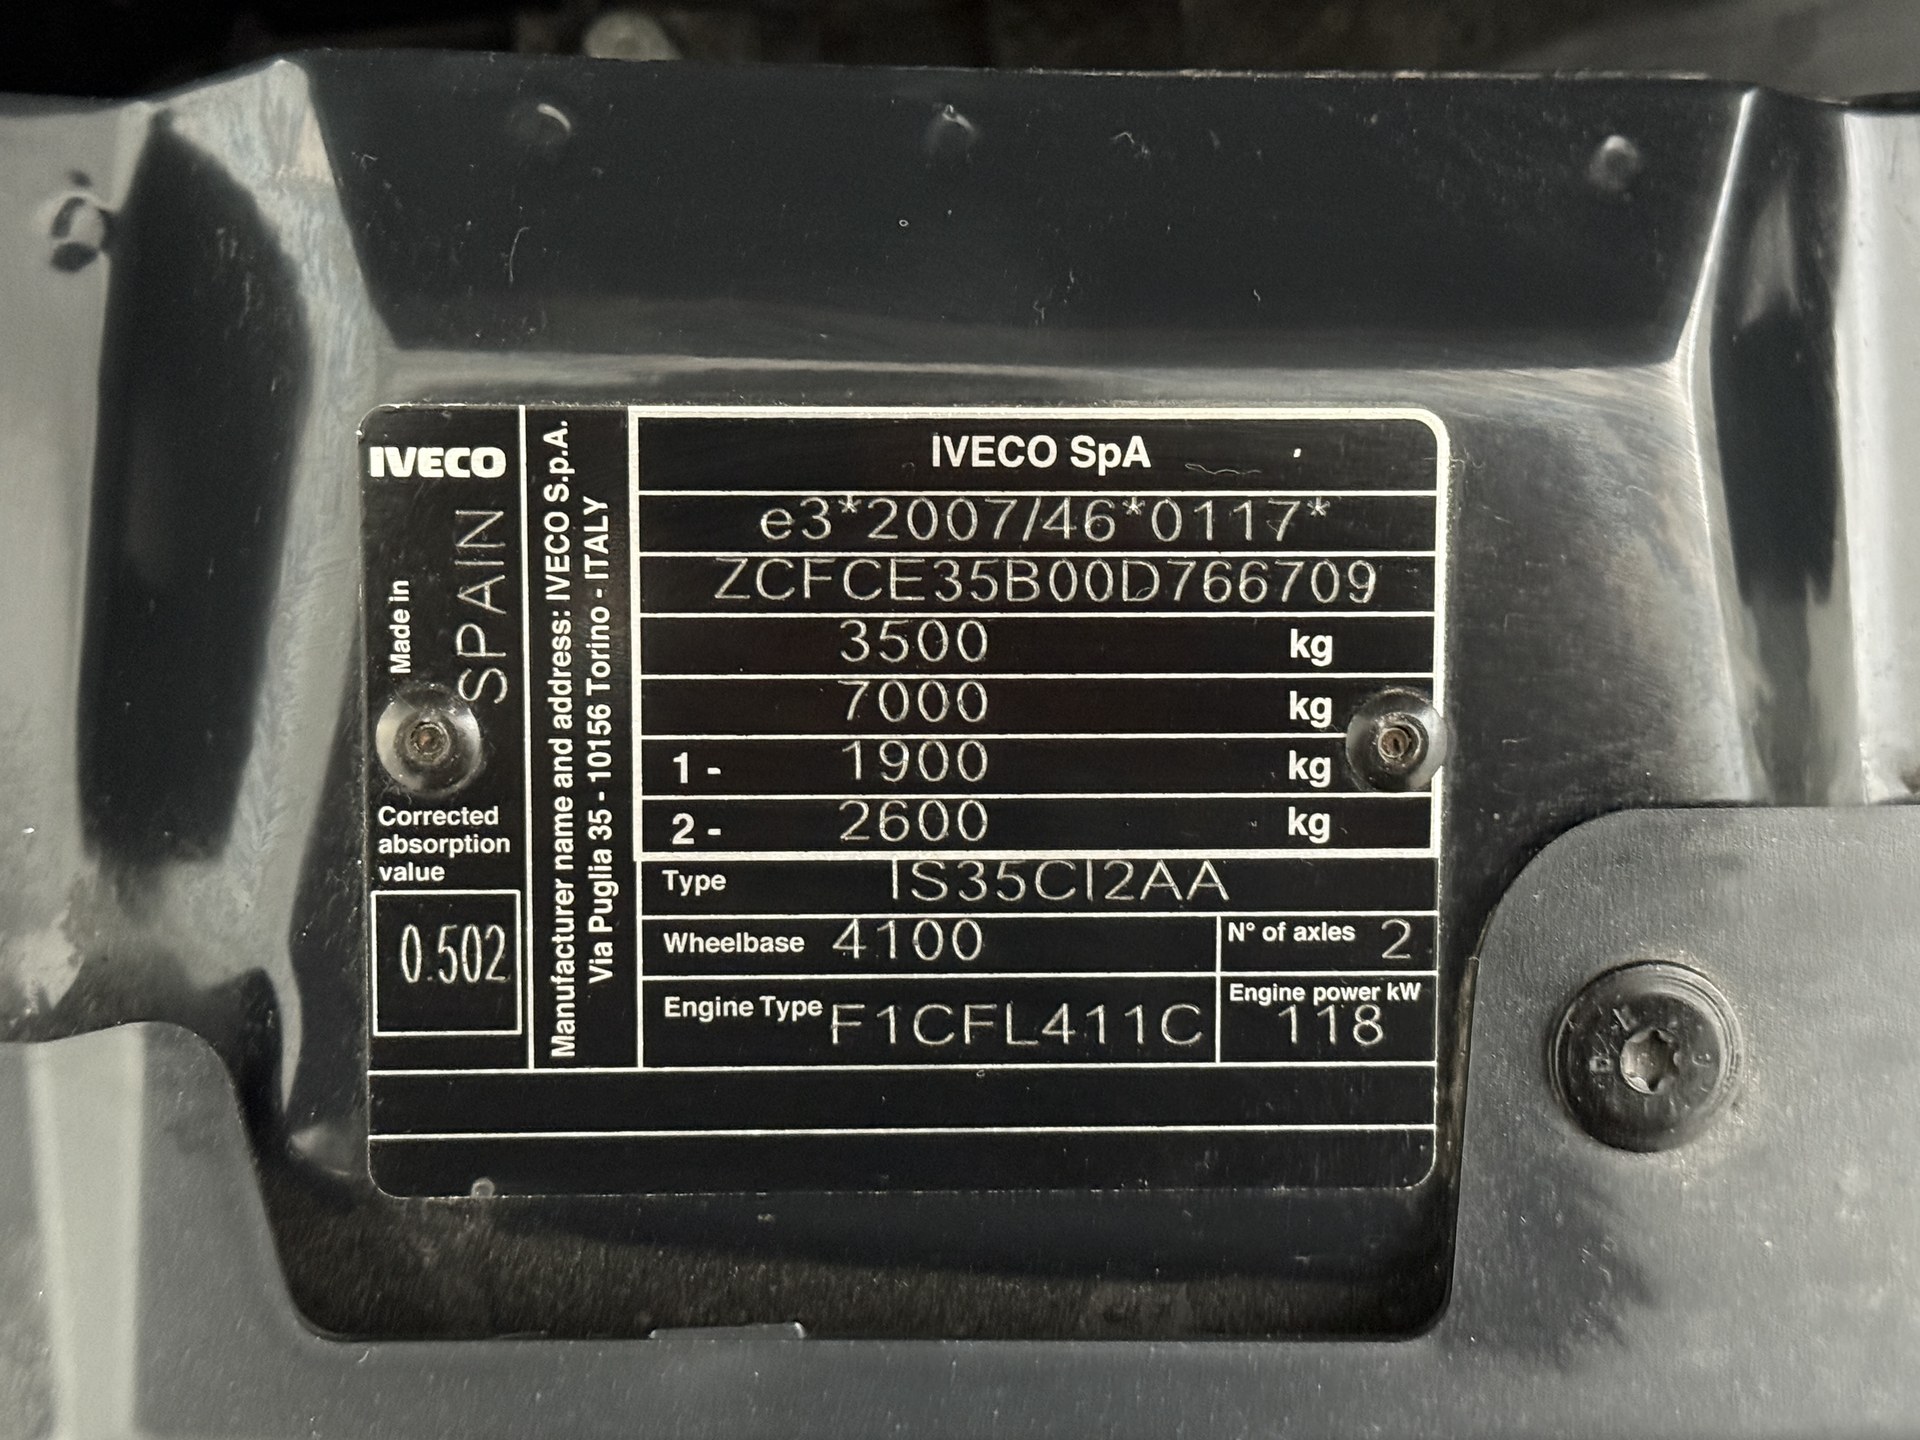 IVECO
Made in
SPAIN
Corrected
absorption
value
0.502
Manufacturer name and address: IVECO S.p.A.
Via Puglia 35 - 10156 Torino - ITALY
IVECO SpA
e3*2007/46*0117*
ZCFCE35B00D766709
3500 kg
7000 kg
1 - 1900 kg
2 - 2600 kg
Type IS35CI2AA
Wheelbase 4100 N° of axles 2
Engine Type F1CFL411C Engine power kW
118